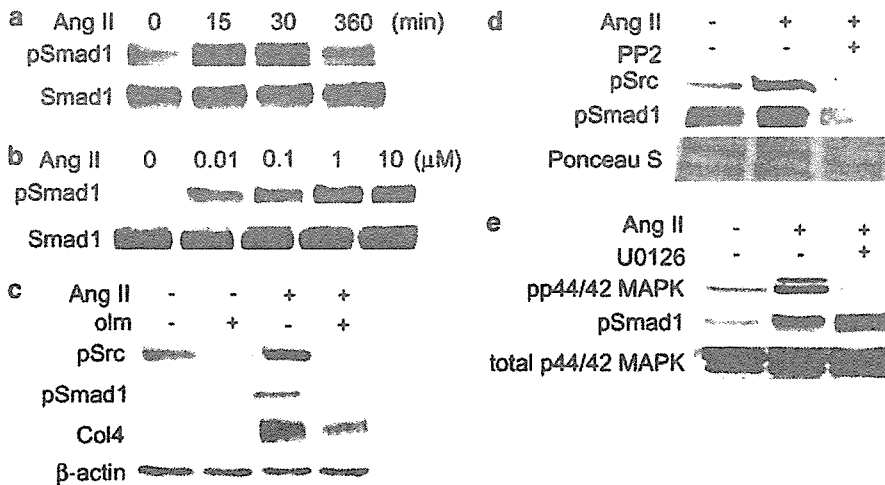 a
Ang II 0 15 30 360 (min)
pSmad1
Smad1
b
Ang II 0 0.01 0.1 1 10 (μM)
pSmad1
Smad1
c
Ang II - - + +
olm - + - +
pSrc
pSmad1
Col4
β-actin
d
Ang II - + +
PP2 - - +
pSrc
pSmad1
Ponceau S
e
Ang II - + +
U0126 - - +
pp44/42 MAPK
pSmad1
total p44/42 MAPK